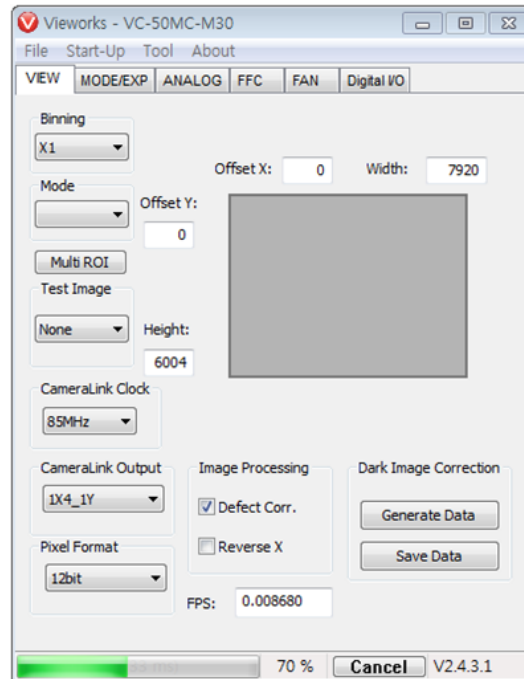 Vieworks - VC-50MC-M30
File Start-Up Tool About
VIEW MODE/EXP ANALOG FFC FAN Digital I/O
Binning
X1
Offset X: 0 Width: 7920
Mode
Offset Y:
0
Multi ROI
Test Image
None
Height:
6004
CameraLink Clock
85MHz
CameraLink Output Image Processing Dark Image Correction
1X4_1Y
Defect Corr.
Generate Data
Pixel Format
Reverse X
Save Data
12bit
FPS: 0.008680
70 % Cancel V2.4.3.1